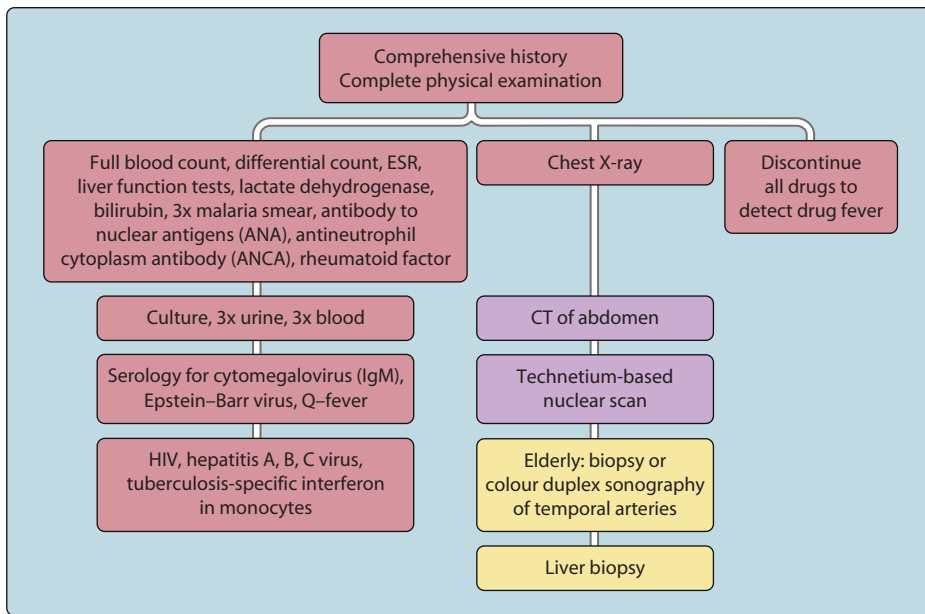 Comprehensive history
Complete physical examination
Full blood count, differential count, ESR,
liver function tests, lactate dehydrogenase,
bilirubin, 3x malaria smear, antibody to
nuclear antigens (ANA), antineutrophil
cytoplasm antibody (ANCA), rheumatoid factor
Culture, 3x urine, 3x blood
Serology for cytomegalovirus (IgM),
Epstein–Barr virus, Q–fever
HIV, hepatitis A, B, C virus,
tuberculosis-specific interferon
in monocytes
Chest X-ray
CT of abdomen
Technetium-based
nuclear scan
Elderly: biopsy or
colour duplex sonography
of temporal arteries
Liver biopsy
Discontinue
all drugs to
detect drug fever